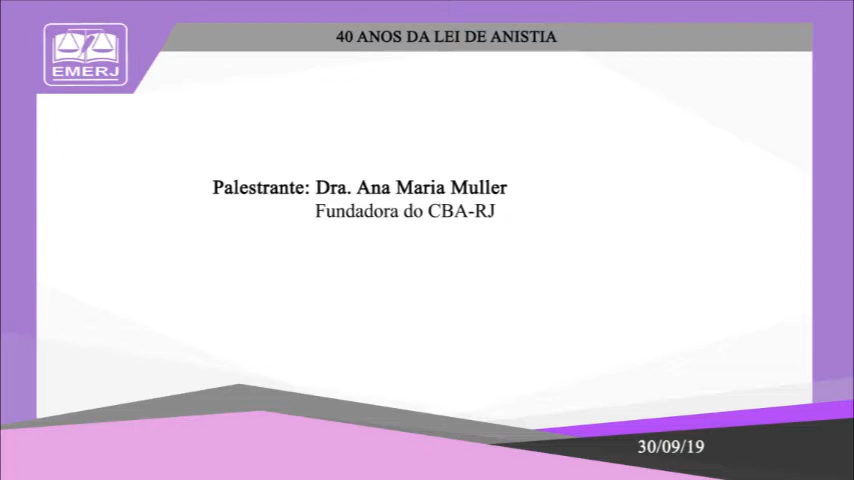 40 ANOS DA LEI DE ANISTIA
EMERJ
Palestrante: Dra. Ana Maria Muller
Fundadora do CBA-RJ
30/09/19